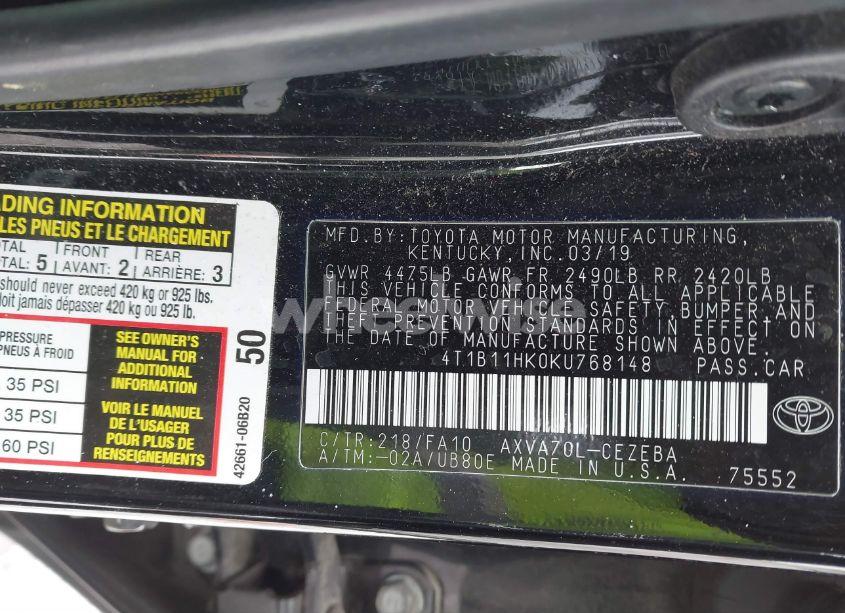 ADING INFORMATION
LES PNEUS ET LE CHARGEMENT
TOTAL FRONT REAR
TOTAL: 5 AVANT: 2 ARRIÈRE: 3
should never exceed 420 kg or 925 lbs.
doit jamais dépasser 420 kg ou 925 lb.
PRESSURE
PNEUS À FROID
35 PSI
35 PSI
60 PSI
SEE OWNER'S
MANUAL FOR
ADDITIONAL
INFORMATION
VOIR LE MANUEL
DE L'USAGER
POUR PLUS DE
RENSEIGNEMENTS
42661-06B20 50
MFD.BY:TOYOTA MOTOR MANUFACTURING,
KENTUCKY, INC.03/19
GVWR 4475LB GAWR FR 2490LB RR 2420LB
THIS VEHICLE CONFORMS TO ALL APPLICABLE
FEDERAL MOTOR VEHICLE SAFETY, BUMPER, AND
THEFT PREVENTION STANDARDS IN EFFECT ON
THE DATE OF MANUFACTURE SHOWN ABOVE.
4T1B11HK0KU768148 PASS.CAR
C/TR:218/FA10 AXVA70L-CEZEBA
A/TM:-02A/UB80E MADE IN U.S.A.
75552
wheelwise